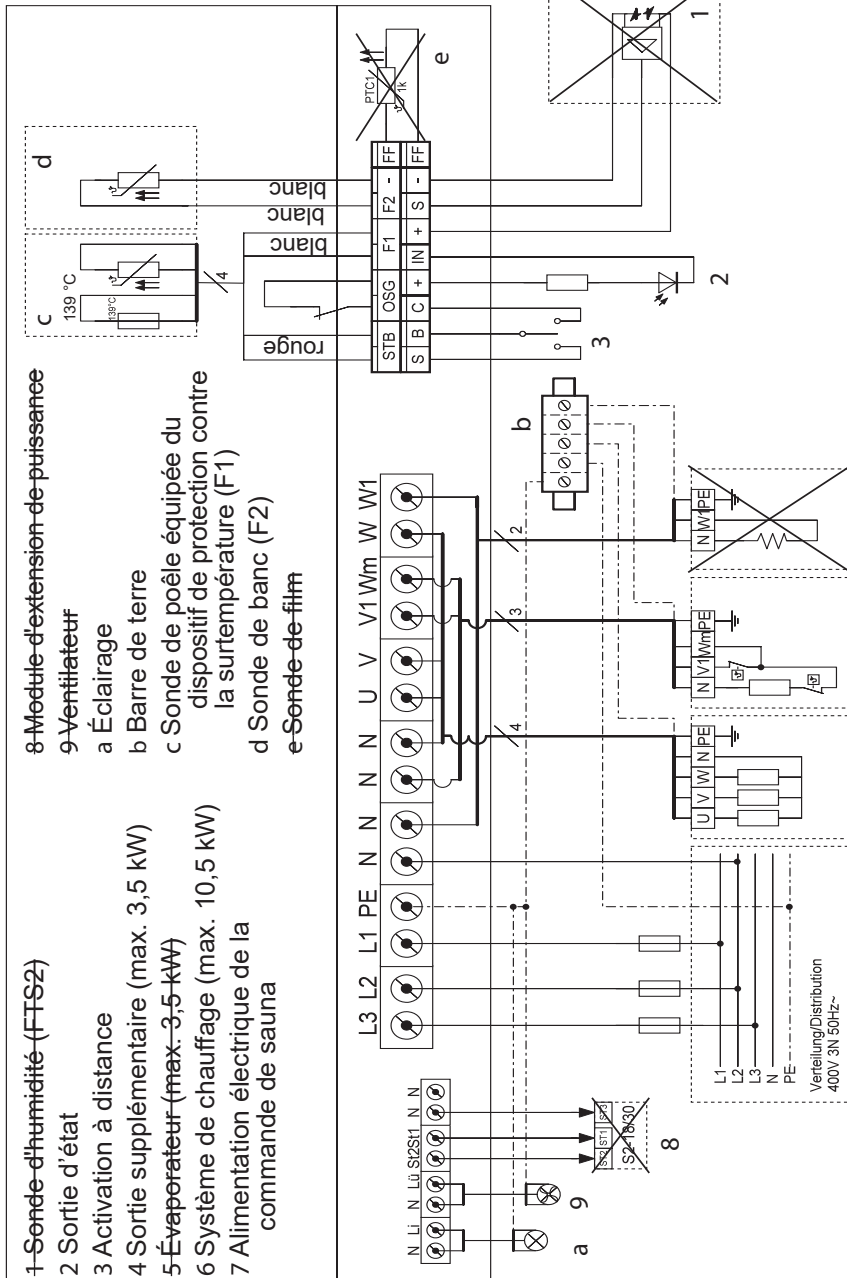 1 Sonde d'humidité (FTS2)
2 Sortie d'état
3 Activation à distance
4 Sortie supplémentaire (max. 3,5 kW)
5 Évaporateur (max. 3,5 kW)
6 Système de chauffage (max. 10,5 kW)
7 Alimentation électrique de la
commande de sauna
8 Module d'extension de puissance
9 Ventilateur
a Éclairage
b Barre de terre
c Sonde de poêle équipée du
dispositif de protection contre
la surtempérature (F1)
d Sonde de banc (F2)
e Sonde de film
c
139 °C
139°C
d
4
rouge
blanc
blanc
blanc
PTC1
1k
e
STB OSG F1 F2 - FF
S B C + IN + S - FF
3
2
1
N Li N Lü St2 St1 N N
L3 L2 L1 PE N N N N U V V1 Wm W W1
b
4
3
2
a
9
ST2 ST1 ST3
S2-18/30
8
L1
L2
L3
N
PE
Verteilung/Distribution
400V 3N 50Hz~
U V W N PE
N V1 Wm PE
N W1 PE